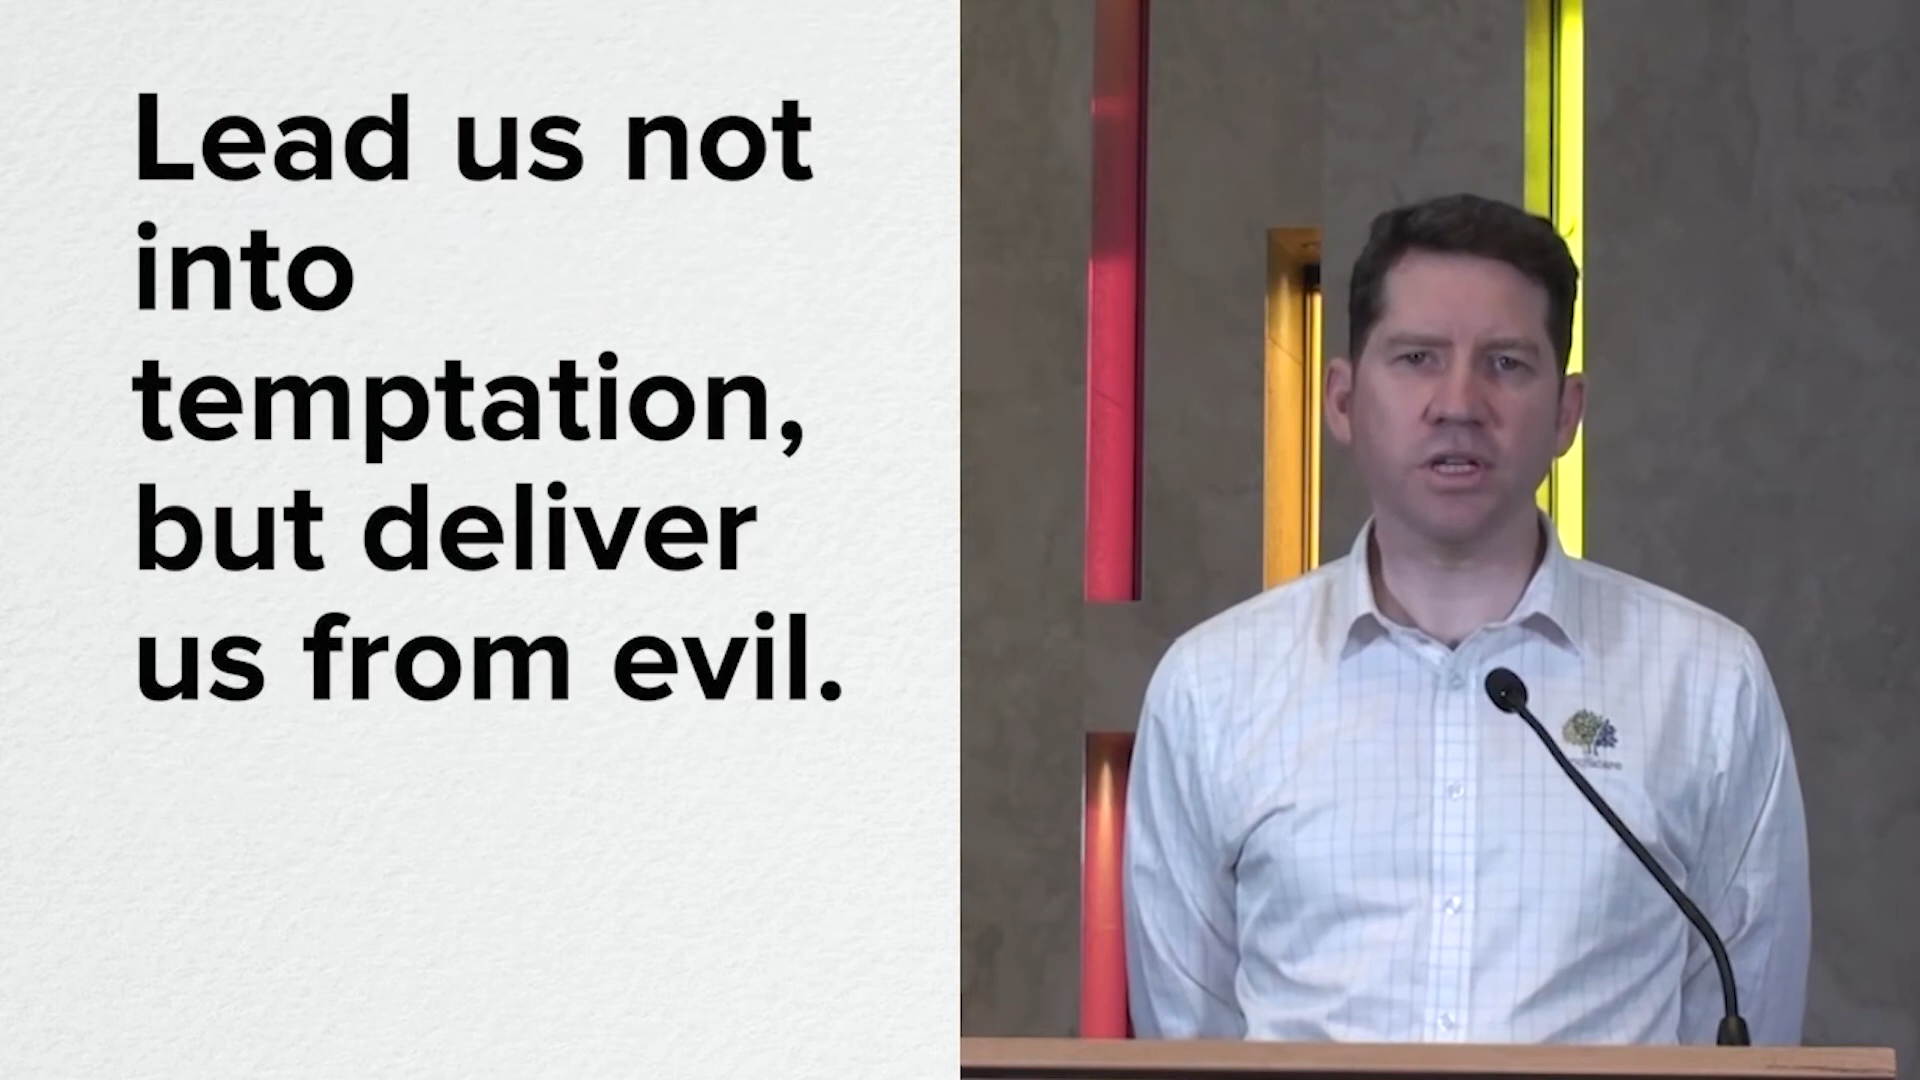 Lead us not
into
temptation,
but deliver
us from evil.